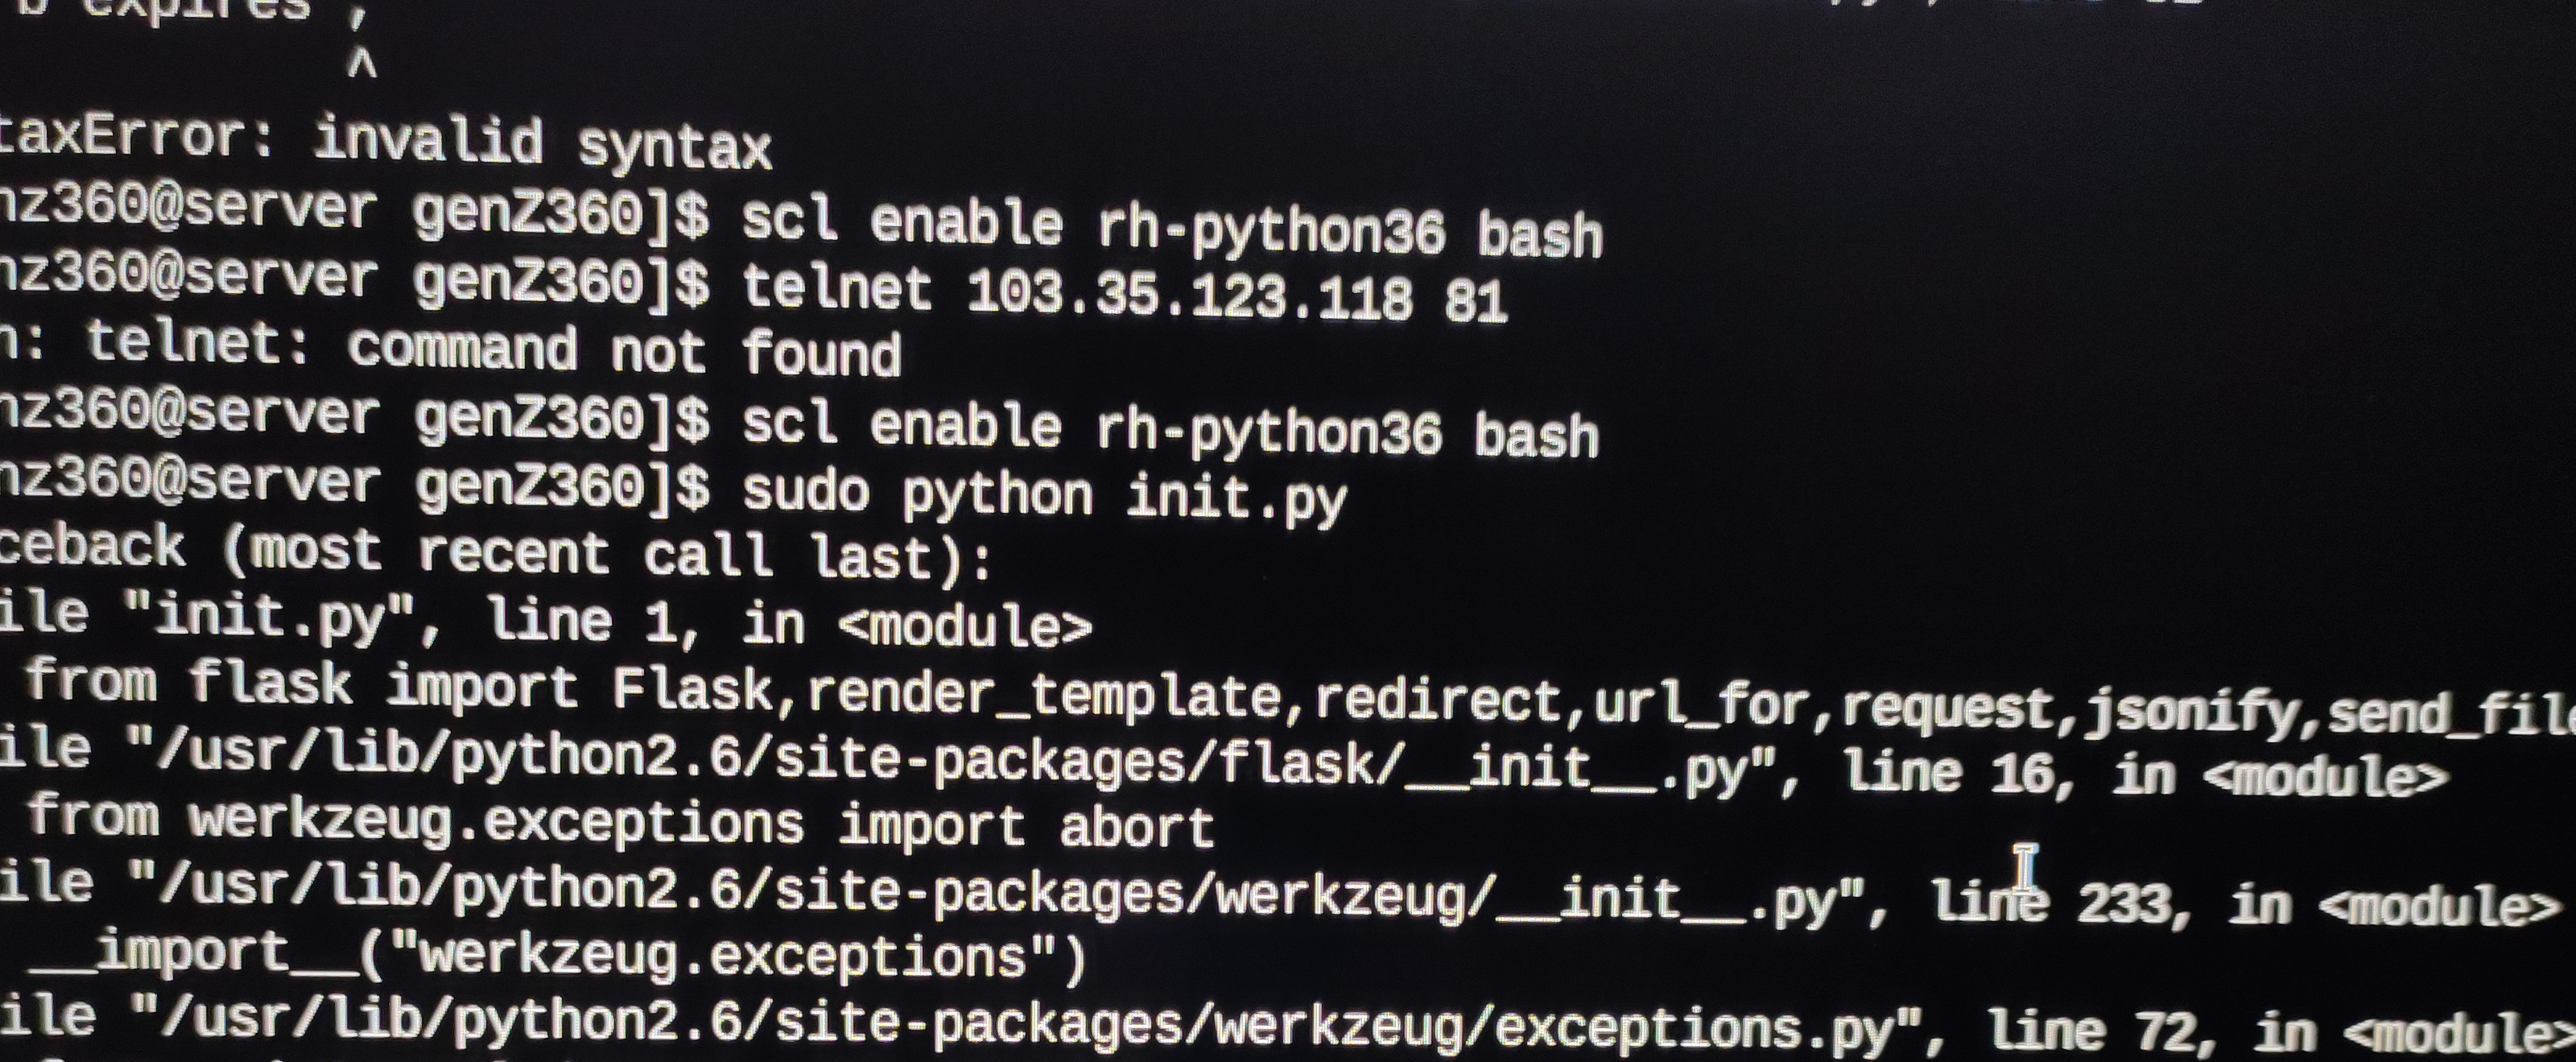 b'expires',
^
taxError: invalid syntax
nz360@server genZ360]$ scl enable rh-python36 bash
nz360@server genZ360]$ telnet 103.35.123.118 81
h: telnet: command not found
nz360@server genZ360]$ scl enable rh-python36 bash
nz360@server genZ360]$ sudo python init.py
ceback (most recent call last):
ile "init.py", line 1, in <module>
from flask import Flask,render_template,redirect,url_for,request,jsonify,send_file
ile "/usr/lib/python2.6/site-packages/flask/__init__.py", line 16, in <module>
from werkzeug.exceptions import abort
ile "/usr/lib/python2.6/site-packages/werkzeug/__init__.py", line 233, in <module>
__import__("werkzeug.exceptions")
ile "/usr/lib/python2.6/site-packages/werkzeug/exceptions.py", line 72, in <module>